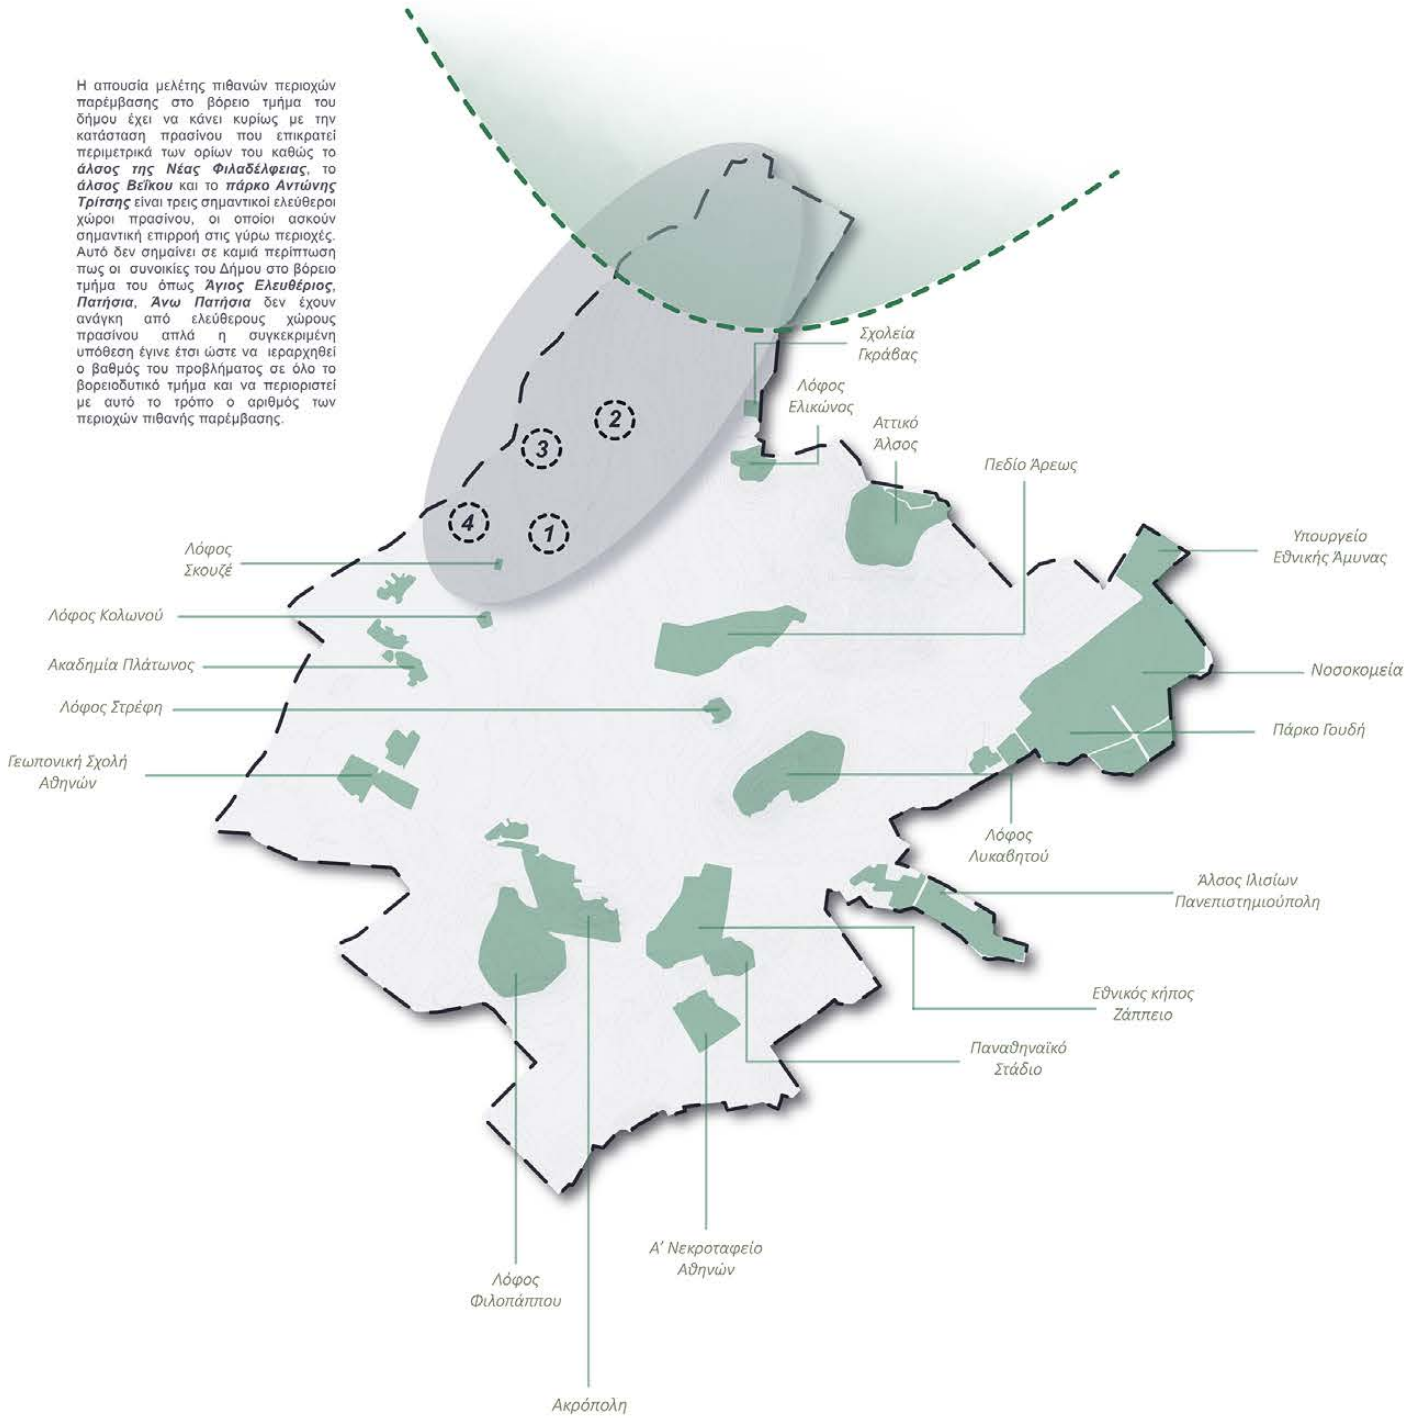 Η απουσία μελέτης πιθανών περιοχών
παρέμβασης στο βόρειο τμήμα του
δήμου έχει να κάνει κυρίως με την
κατάσταση πρασίνου που επικρατεί
περιμετρικά των ορίων του καθώς το
άλσος της Νέας Φιλαδέλφειας, το
άλσος Βεΐκου και το πάρκο Αντώνης
Τρίτσης είναι τρεις σημαντικοί ελεύθεροι
χώροι πρασίνου, οι οποίοι ασκούν
σημαντική επιρροή στις γύρω περιοχές.
Αυτό δεν σημαίνει σε καμιά περίπτωση
πως οι συνοικίες του Δήμου στο βόρειο
τμήμα του όπως Άγιος Ελευθέριος,
Πατήσια, Άνω Πατήσια δεν έχουν
ανάγκη από ελεύθερους χώρους
πρασίνου απλά η συγκεκριμένη
υπόθεση έγινε έτσι ώστε να ιεραρχηθεί
ο βαθμός του προβλήματος σε όλο το
βορειοδυτικό τμήμα και να περιοριστεί
με αυτό το τρόπο ο αριθμός των
περιοχών πιθανής παρέμβασης.
Σχολεία
Γκράβας
Λόφος
Ελικώνος
Αττικό
Άλσος
Πεδίο Άρεως
2
3
4
1
Υπουργείο
Εθνικής Άμυνας
Λόφος
Σκουζέ
Λόφος Κολωνού
Ακαδημία Πλάτωνος
Νοσοκομεία
Λόφος Στρέφη
Πάρκο Γουδή
Γεωπονική Σχολή
Αθηνών
Λόφος
Λυκαβητού
Άλσος Ιλισίων
Πανεπιστημιούπολη
Εθνικός κήπος
Ζάππειο
Παναθηναϊκό
Στάδιο
Α' Νεκροταφείο
Αθηνών
Λόφος
Φιλοπάππου
Ακρόπολη